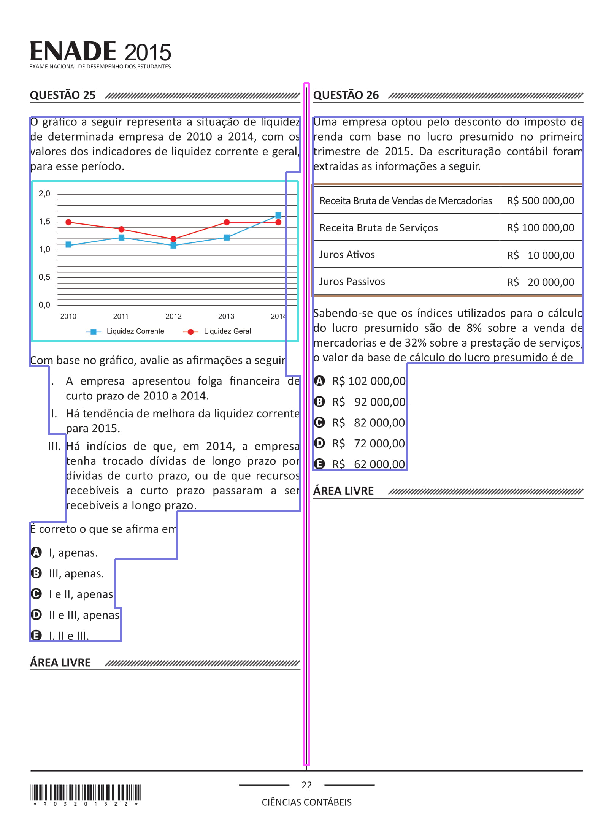 ENADE 2015
EXAME NACIONAL DE DESEMPENHO DOS ESTUDANTES
QUESTÃO 25
O gráfico a seguir representa a situação de liquidez
de determinada empresa de 2010 a 2014, com os
valores dos indicadores de liquidez corrente e geral,
para esse período.
2,0
1,5
1,0
0,5
0,0
2010 2011 2012 2013 2014
Liquidez Corrente Liquidez Geral
Com base no gráfico, avalie as afirmações a seguir
I. A empresa apresentou folga financeira de
curto prazo de 2010 a 2014.
II. Há tendência de melhora da liquidez corrente
para 2015.
III. Há indícios de que, em 2014, a empresa
tenha trocado dívidas de longo prazo por
dívidas de curto prazo, ou de que recursos
recebíveis a curto prazo passaram a ser
recebíveis a longo prazo.
É correto o que se afirma em
A I, apenas.
B III, apenas.
C I e II, apenas
D II e III, apenas
E I, II e III.
ÁREA LIVRE
QUESTÃO 26
Uma empresa optou pelo desconto do imposto de
renda com base no lucro presumido no primeiro
trimestre de 2015. Da escrituração contábil foram
extraídas as informações a seguir.
Receita Bruta de Vendas de Mercadorias R$ 500 000,00
Receita Bruta de Serviços R$ 100 000,00
Juros Ativos R$ 10 000,00
Juros Passivos R$ 20 000,00
Sabendo-se que os índices utilizados para o cálculo
do lucro presumido são de 8% sobre a venda de
mercadorias e de 32% sobre a prestação de serviços,
o valor da base de cálculo do lucro presumido é de
A R$ 102 000,00
B R$ 92 000,00
C R$ 82 000,00
D R$ 72 000,00
E R$ 62 000,00
ÁREA LIVRE
22
CIÊNCIAS CONTÁBEIS